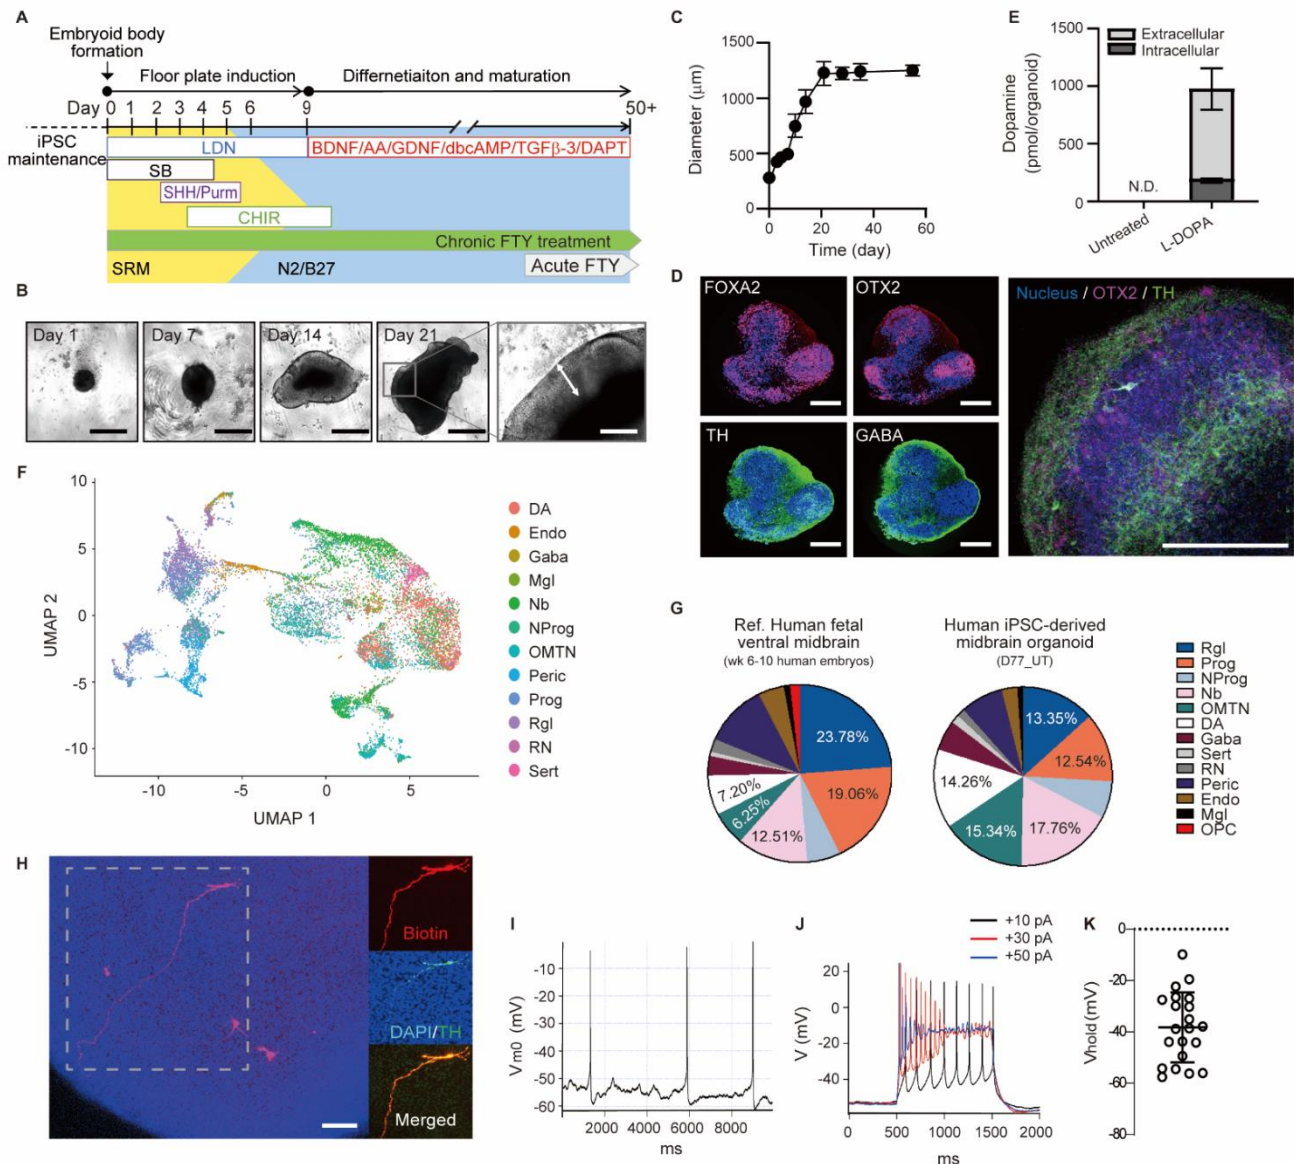 A
Embryoid body
formation
Floor plate induction
Differnetiaiton and maturation
Day 0 1 2 3 4 5 6 9 50+
iPSC
maintenance
LDN
BDNF/AA/GDNF/dbcAMP/TGFβ-3/DAPT
SB
SHH/Purm
CHIR
Chronic FTY treatment
SRM
N2/B27
Acute FTY
B
Day 1
Day 7
Day 14
Day 21
C
Diameter (μm)
1500
1000
500
0
0 20 40 60
Time (day)
E
Dopamine
(pmol/organoid)
1500
1000
500
0
Extracellular
Intracellular
N.D.
Untreated
L-DOPA
D
FOXA2
OTX2
TH
GABA
Nucleus / OTX2 / TH
F
UMAP 2
10
5
0
-5
-10
-10 -5 0 5
UMAP 1
DA
Endo
Gaba
Mgl
Nb
NProg
OMTN
Peric
Prog
Rgl
RN
Sert
G
Ref. Human fetal
ventral midbrain
(wk 6-10 human embryos)
23.78%
19.06%
12.51%
6.25%
7.20%
Human iPSC-derived
midbrain organoid
(D77_UT)
13.35%
12.54%
17.76%
15.34%
14.26%
Rgl
Prog
NProg
Nb
OMTN
DA
Gaba
Sert
RN
Peric
Endo
Mgl
OPC
H
Biotin
DAPI/TH
Merged
I
Vm0 (mV)
-10
-20
-30
-40
-50
-60
2000 4000 6000 8000
ms
J
+10 pA
+30 pA
+50 pA
V (mV)
20
0
-20
-40
0 500 1000 1500 2000
ms
K
Vhold (mV)
0
-20
-40
-60
-80